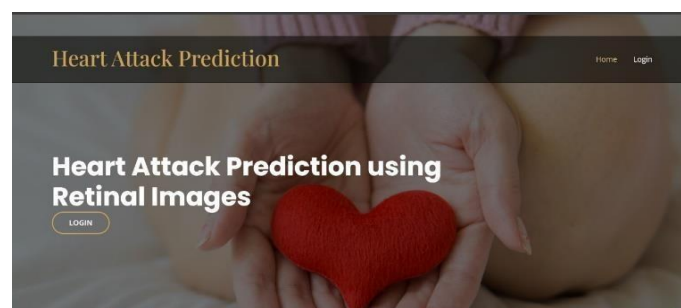 Heart Attack Prediction
Home Login
Heart Attack Prediction using
Retinal Images
LOGIN